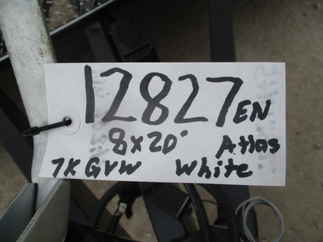 12827EN
8x20' Atlas
7K GVW White